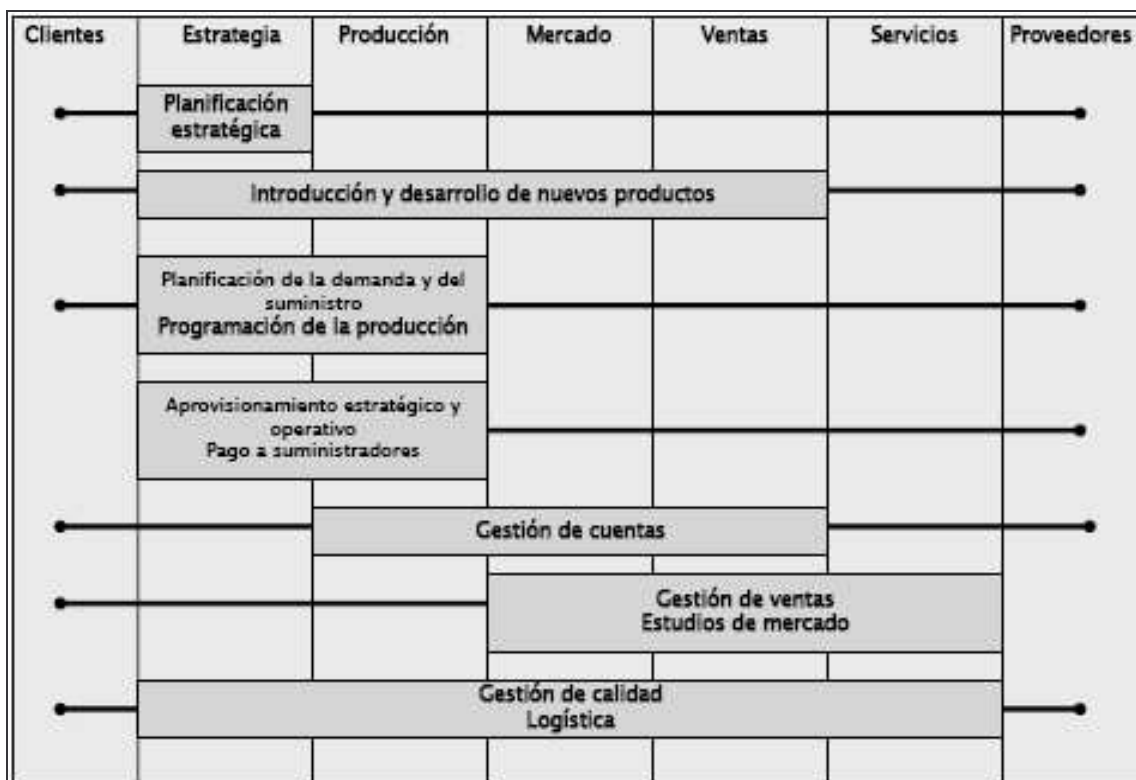 Clientes Estrategia Producción Mercado Ventas Servicios Proveedores
Planificación
estratégica
Introducción y desarrollo de nuevos productos
Planificación de la demanda y del
suministro
Programación de la producción
Aprovisionamiento estratégico y
operativo
Pago a suministradores
Gestión de cuentas
Gestión de ventas
Estudios de mercado
Gestión de calidad
Logística